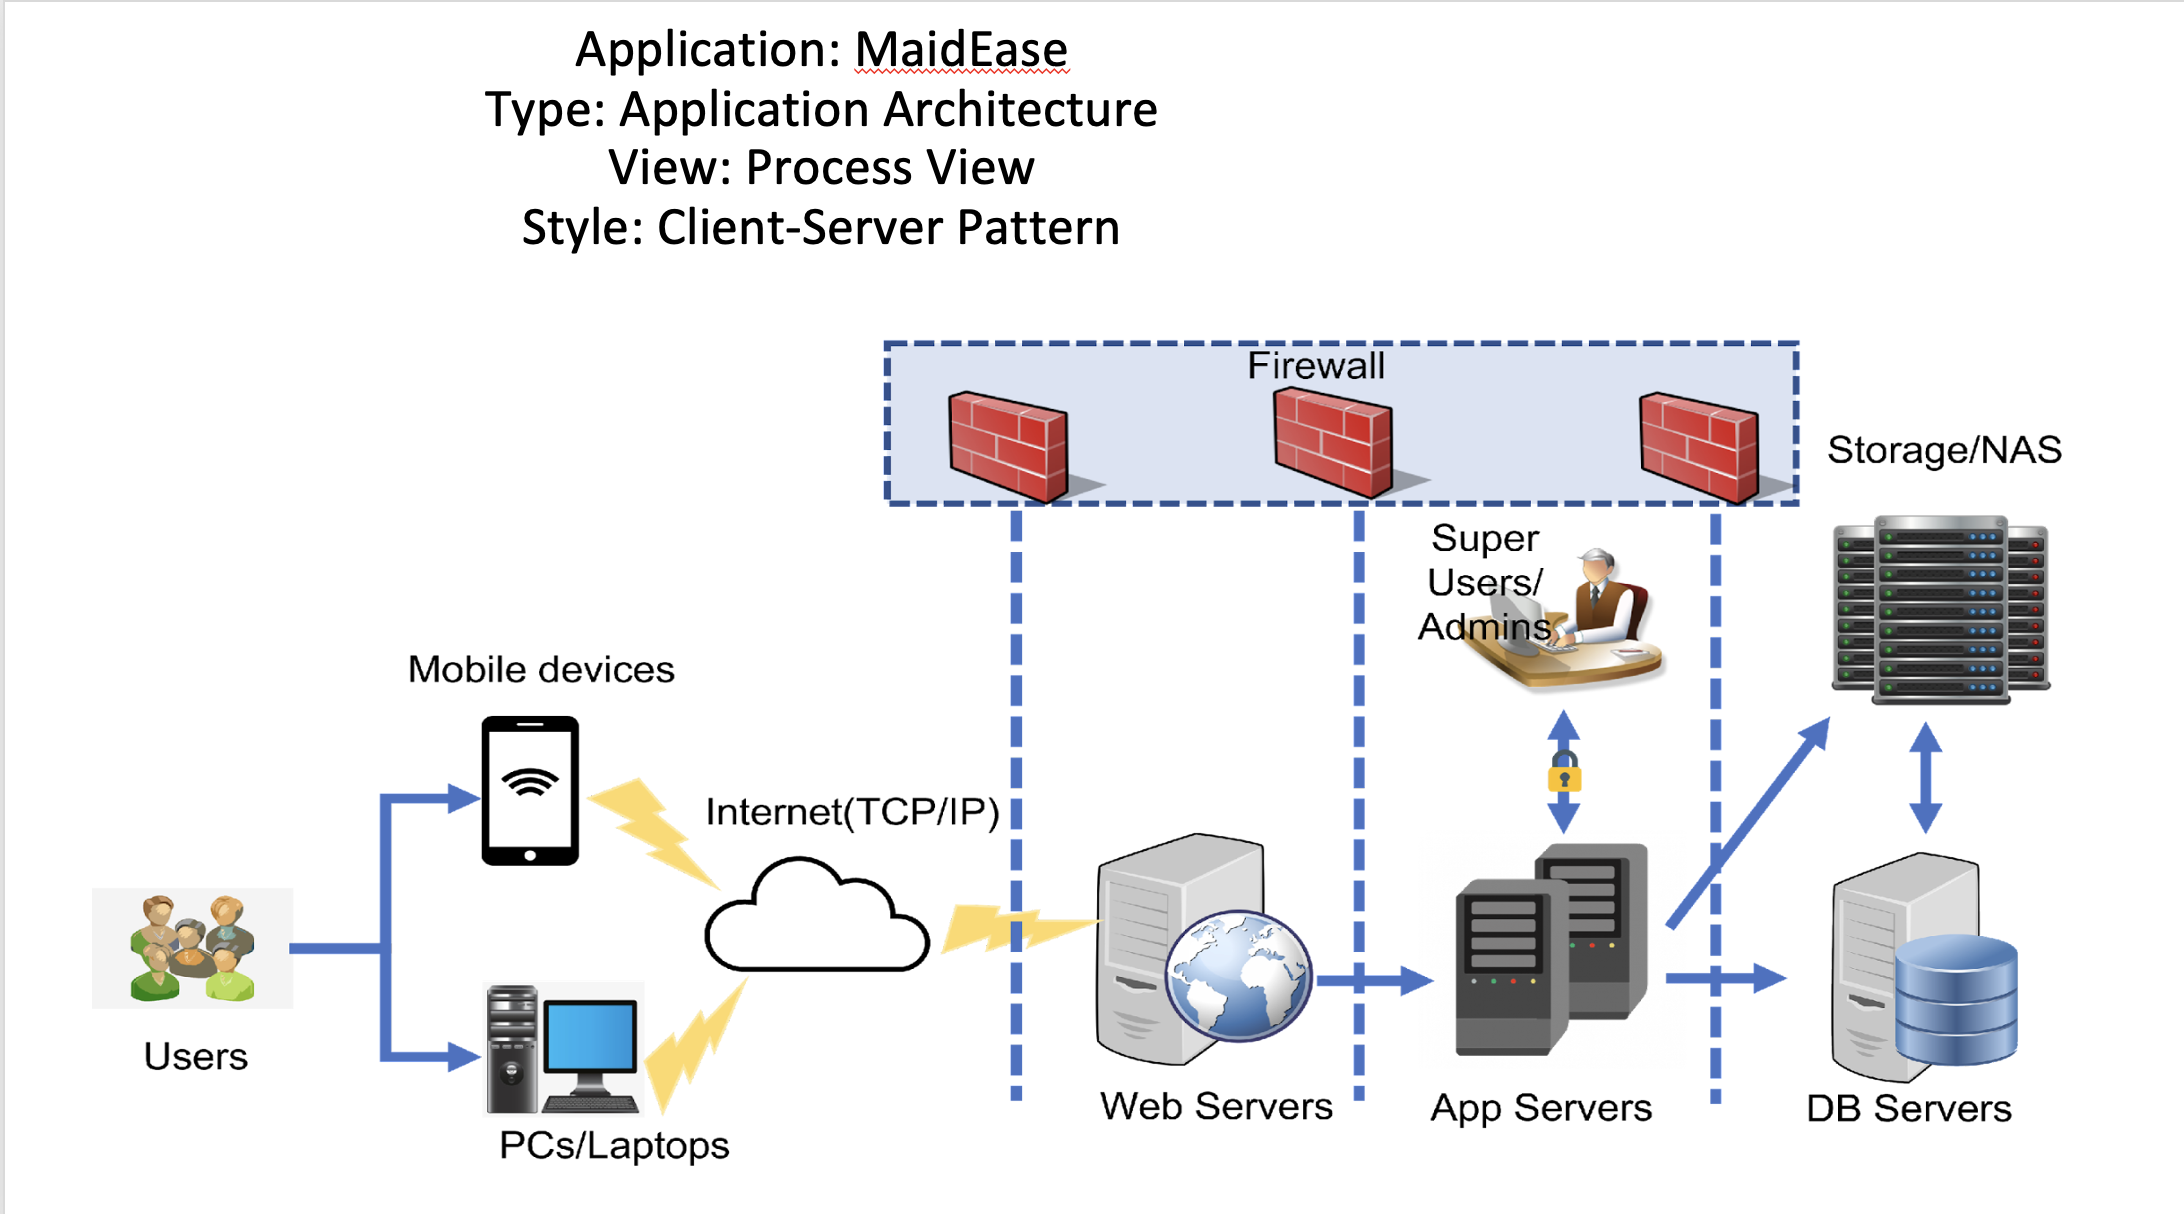 Application: MaidEase
Type: Application Architecture
View: Process View
Style: Client-Server Pattern
Firewall
Storage/NAS
Super
Users/
Admins
Mobile devices
Internet(TCP/IP)
Users
PCs/Laptops
Web Servers
App Servers
DB Servers